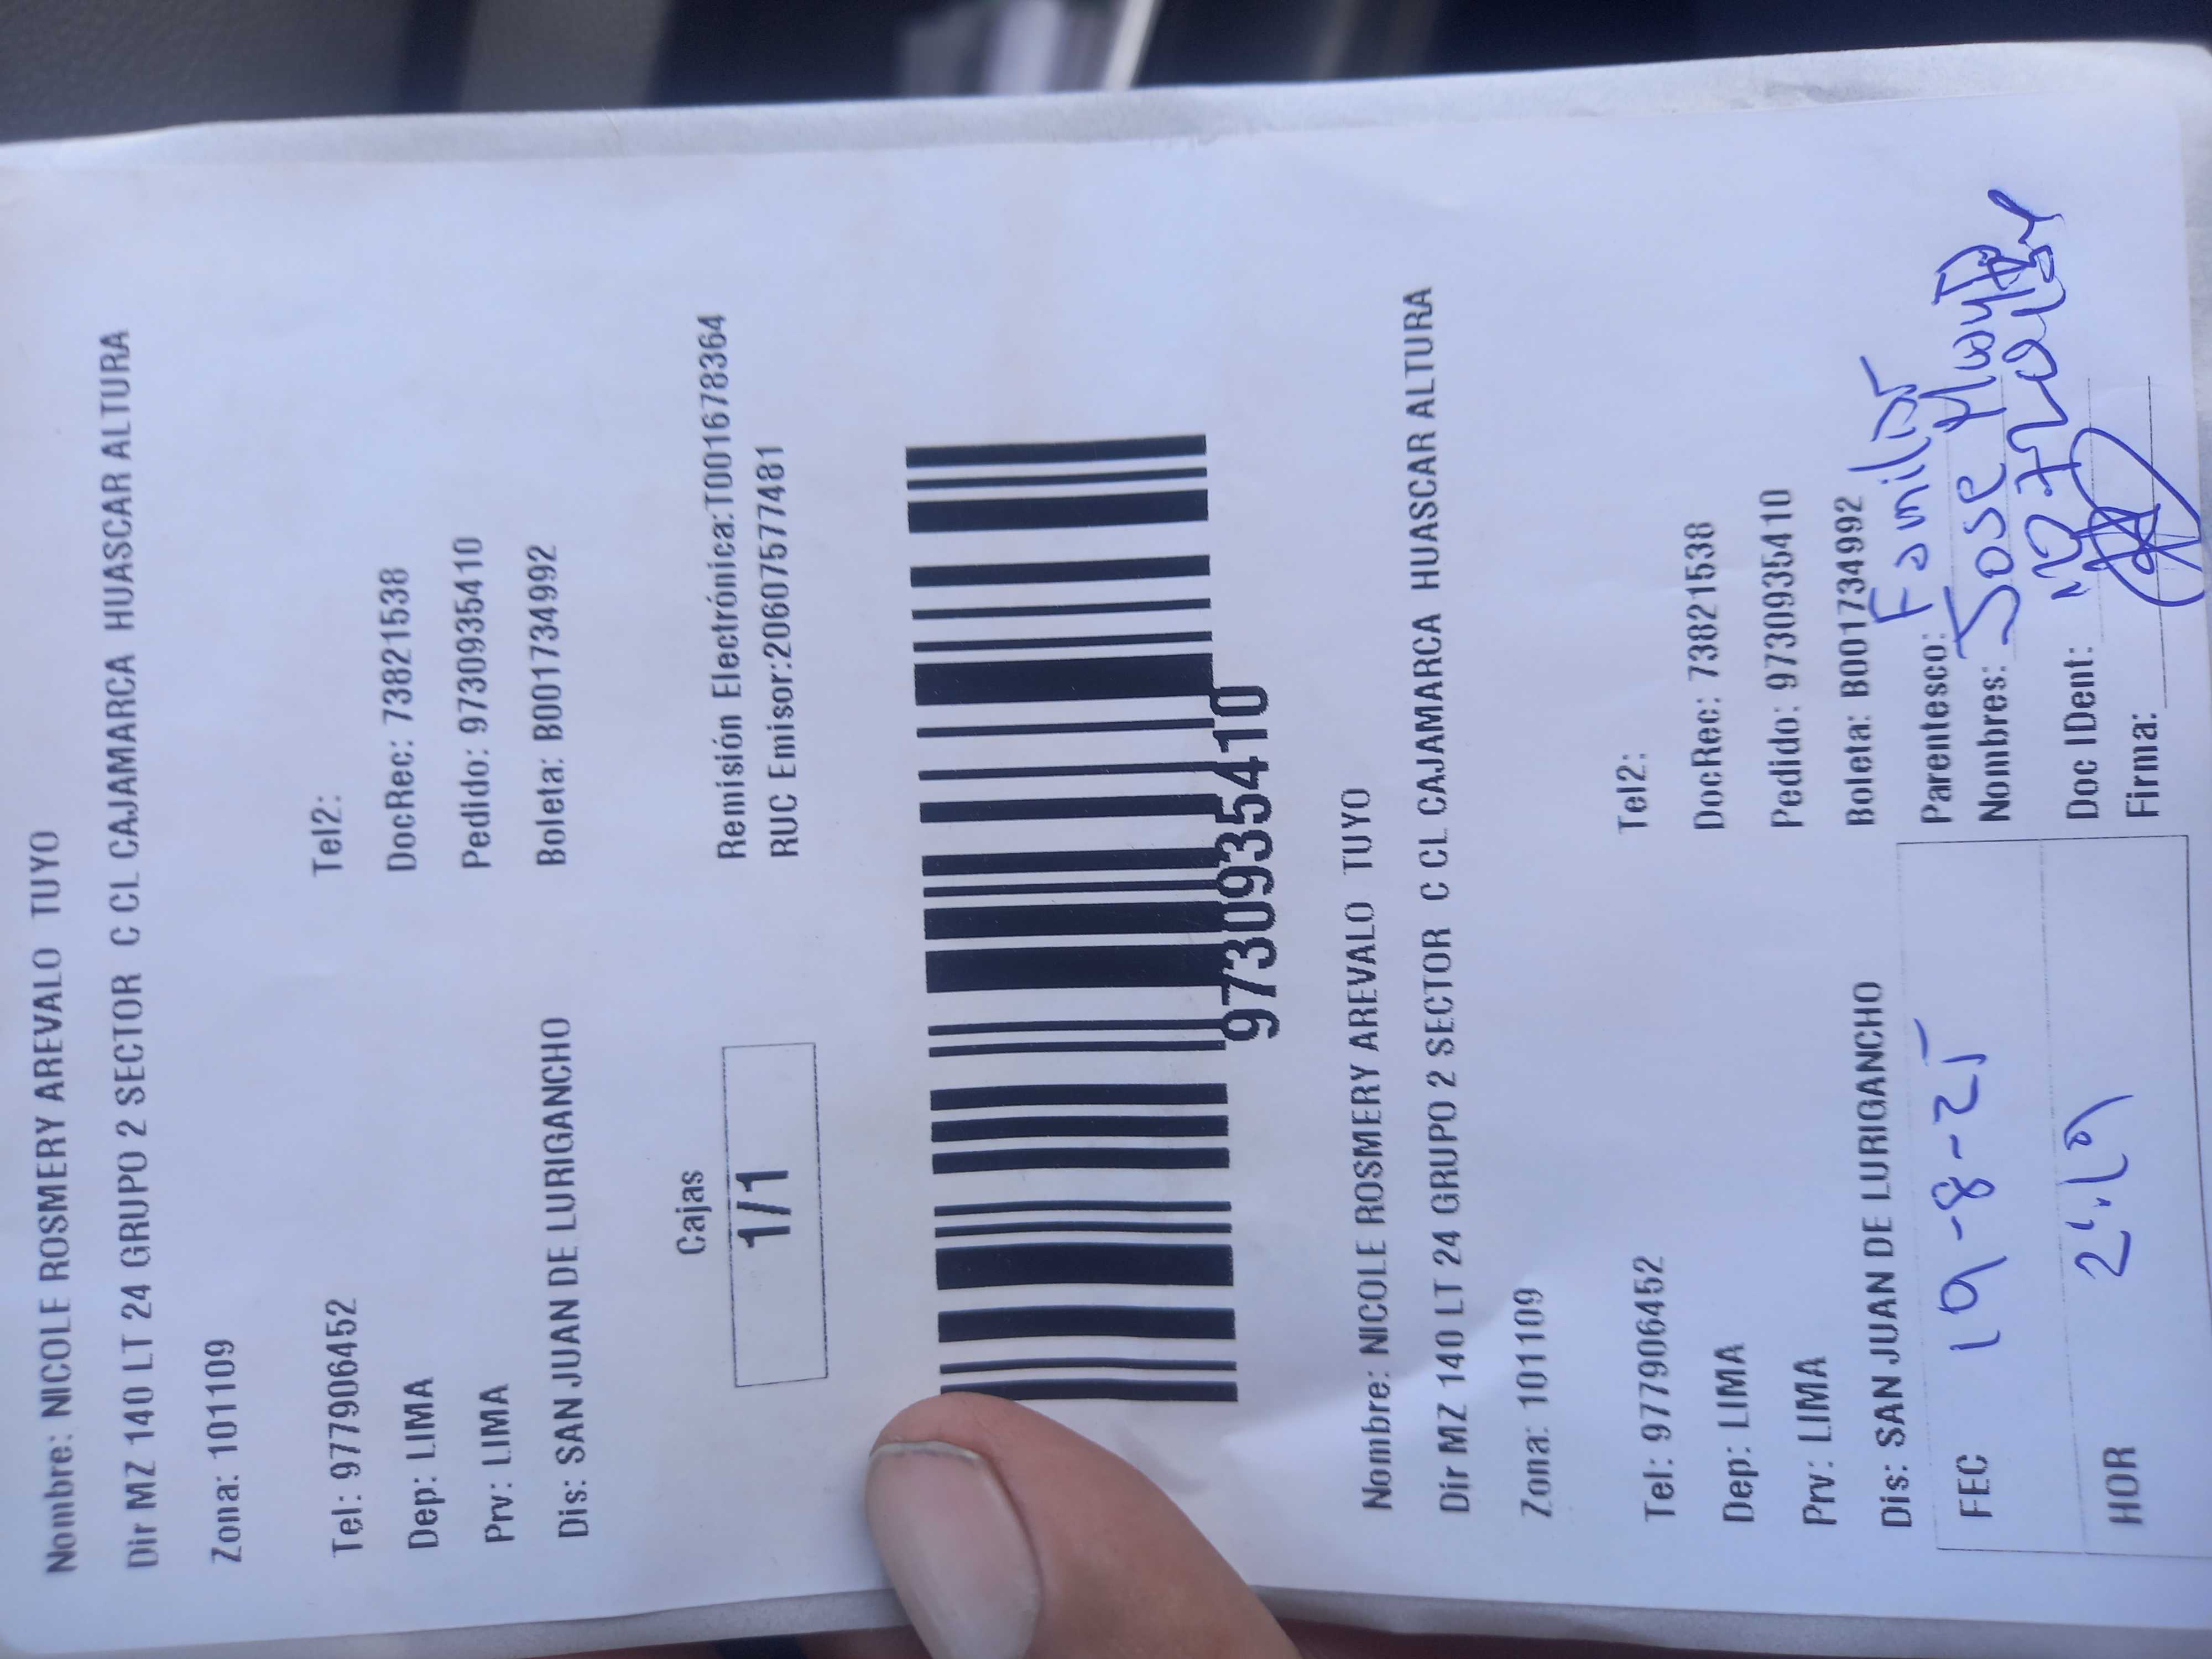 Nombre: NICOLE ROSMERY AREVALO TUYO
Dir MZ 140 LT 24 GRUPO 2 SECTOR C CL CAJAMARCA HUASCAR ALTURA
Zona: 101109
Tel: 977906452 Tel2:
Dep: LIMA DocRec: 73821538
Prv: LIMA Pedido: 9730935410
Dis: SAN JUAN DE LURIGANCHO Boleta: B001734992
Cajas
1/1
Remisión Electrónica:T001678364
RUC Emisor:20607577481
9730935410
Nombre: NICOLE ROSMERY AREVALO TUYO
Dir MZ 140 LT 24 GRUPO 2 SECTOR C CL CAJAMARCA HUASCAR ALTURA
Zona: 101109
Tel: 977906452 Tel2:
Dep: LIMA DocRec: 73821538
Prv: LIMA Pedido: 9730935410
Dis: SAN JUAN DE LURIGANCHO Boleta: B001734992
FEC 19-8-25
Parentesco: Familiar
Nombres: Jose
HOR
Doc IDent:
Firma: